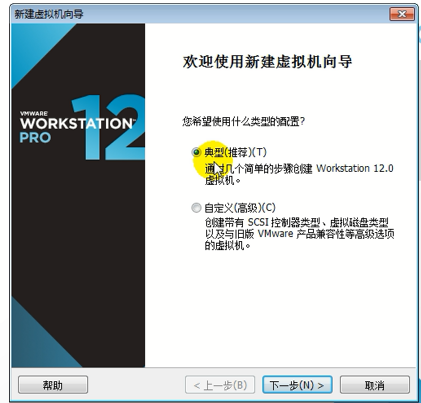 新建虚拟机向导
VMWARE
WORKSTATION
PRO
12
欢迎使用新建虚拟机向导
您希望使用什么类型的配置?
典型(推荐)(T)
通过几个简单的步骤创建 Workstation 12.0
虚拟机。
自定义(高级)(C)
创建带有 SCSI 控制器类型、虚拟磁盘类型
以及与旧版 VMware 产品兼容性等高级选项
的虚拟机。
帮助
< 上一步(B)
下一步(N) >
取消